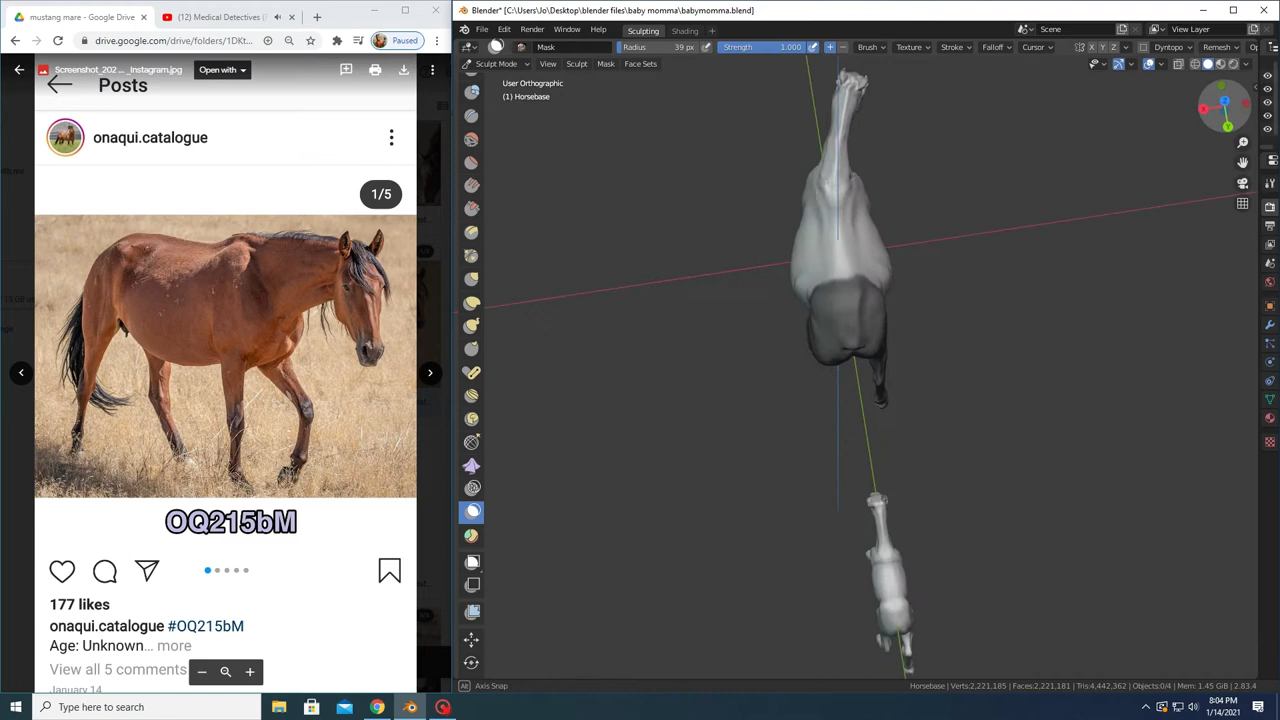 mustang mare - Google Drive
(12) Medical Detectives (F
drive.google.com/drive/folders/1DKt...
Paused
Screenshot_202..._Instagram.jpg
Open with
Posts
onaqui.catalogue
1/5
OQ215bM
177 likes
onaqui.catalogue #OQ215bM
Age: Unknown... more
View all 5 comments
January 14
Type here to search
Blender* [C:\Users\Jo\Desktop\blender files\baby momma\babymomma.blend]
File Edit Render Window Help Sculpting Shading Scene View Layer
Mask Radius 39 px Strength 1.000 Brush Texture Stroke Falloff Cursor X Y Z Dyntopo Remesh Op
Sculpt Mode View Sculpt Mask Face Sets
User Orthographic
(1) Horsebase
X
Z
Y
Alt Axis Snap
Horsebase | Verts:2,221,185 | Faces:2,221,181 | Tris:4,442,362 | Objects:0/4 | Mem: 1.45 GiB | 2.83.4
8:04 PM
1/14/2021